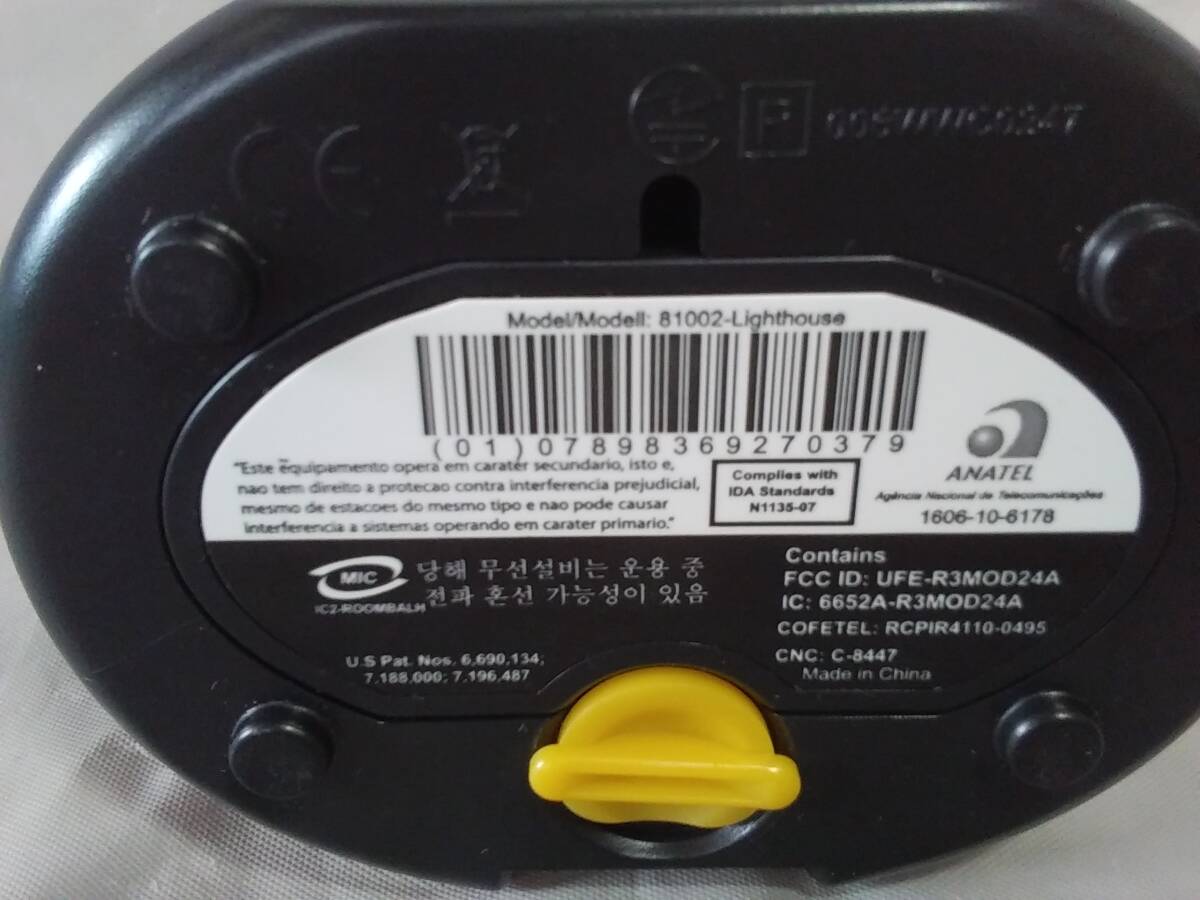 CE
F
Model/Modell: 81002-Lighthouse
(01)07898369270379
"Este equipamento opera em carater secundario, isto e,
nao tem direito a protecao contra interferencia prejudicial,
mesmo de estacoes do mesmo tipo e nao pode causar
interferencia a sistemas operando em carater primario."
Complies with
IDA Standards
N1135-07
ANATEL
Agência Nacional de Telecomunicações
1606-10-6178
MIC
IC2-ROOMBALH
당해 무선설비는 운용 중
전파 혼선 가능성이 있음
U.S Pat. Nos. 6,690,134;
7,188,000; 7,196,487
Contains
FCC ID: UFE-R3MOD24A
IC: 6652A-R3MOD24A
COFETEL: RCPIR4110-0495
CNC: C-8447
Made in China